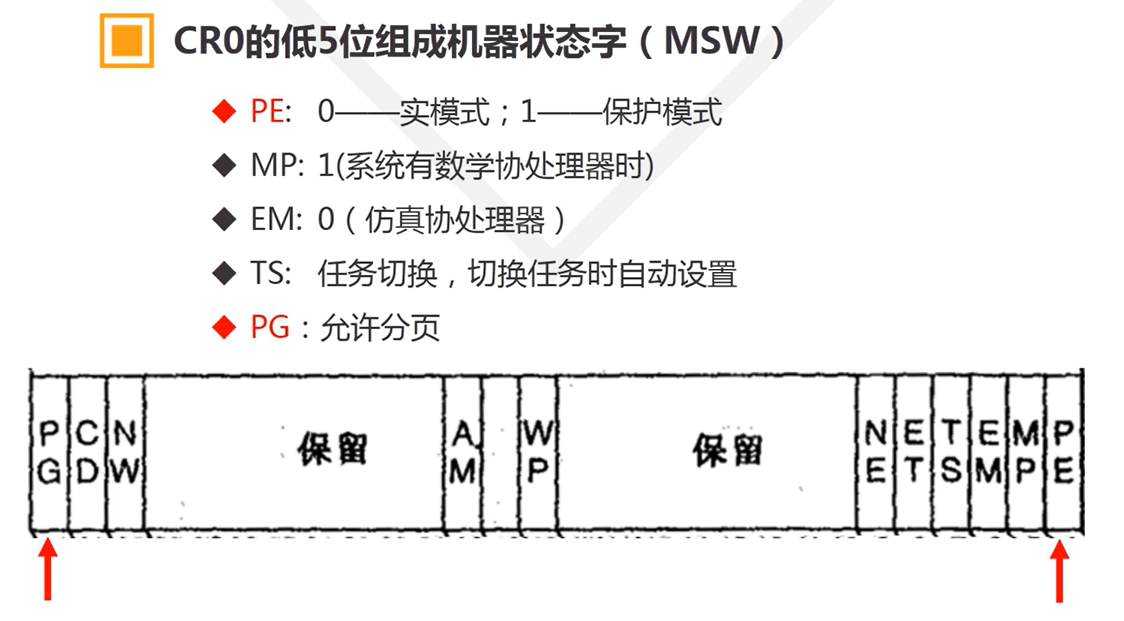 CR0的低5位组成机器状态字（MSW）
PE: 0——实模式；1——保护模式
MP: 1(系统有数学协处理器时)
EM: 0（仿真协处理器）
TS: 任务切换，切换任务时自动设置
PG：允许分页
PG CD NW 保留 AM WP 保留 NE ET TS EM MP PE